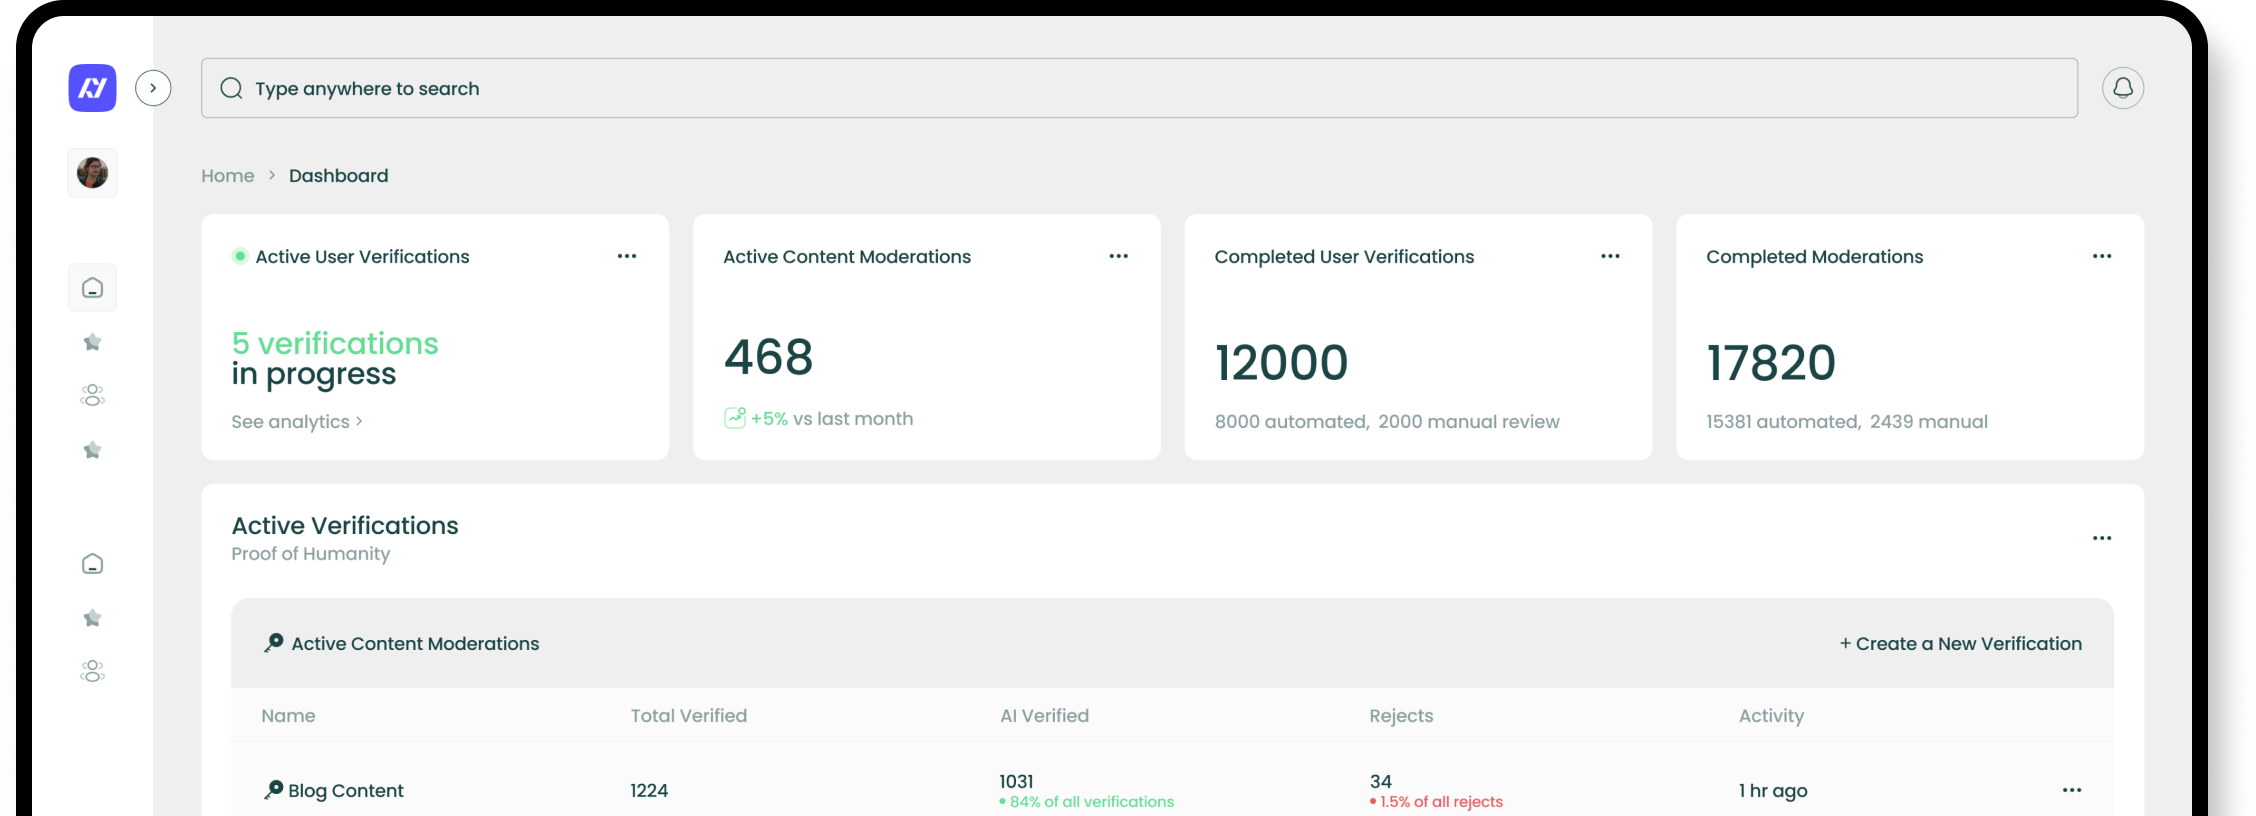 AY
Type anywhere to search
Home > Dashboard
Active User Verifications
5 verifications
in progress
See analytics >
Active Content Moderations
468
+5% vs last month
Completed User Verifications
12000
8000 automated, 2000 manual review
Completed Moderations
17820
15381 automated, 2439 manual
Active Verifications
Proof of Humanity
Active Content Moderations
+ Create a New Verification
Name Total Verified AI Verified Rejects Activity
Blog Content 1224 1031 34 1 hr ago
84% of all verifications 1.5% of all rejects